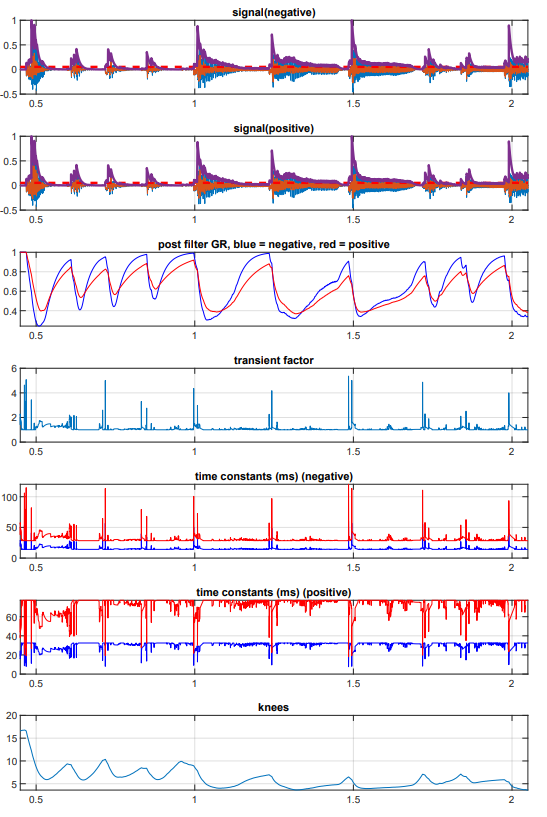 signal(negative)
1
0.5
0
-0.5
0.5 1 1.5 2
signal(positive)
1
0.5
0
-0.5
0.5 1 1.5 2
post filter GR, blue = negative, red = positive
1
0.8
0.6
0.4
0.5 1 1.5 2
transient factor
6
4
2
0
0.5 1 1.5 2
time constants (ms) (negative)
100
50
0
0.5 1 1.5 2
time constants (ms) (positive)
60
40
20
0
0.5 1 1.5 2
knees
20
15
10
5
0.5 1 1.5 2